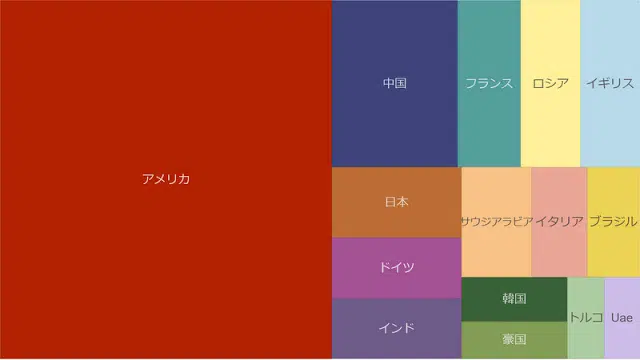 アメリカ
中国
フランス
ロシア
イギリス
日本
ドイツ
インド
サウジアラビア
イタリア
ブラジル
韓国
豪国
トルコ
Uae